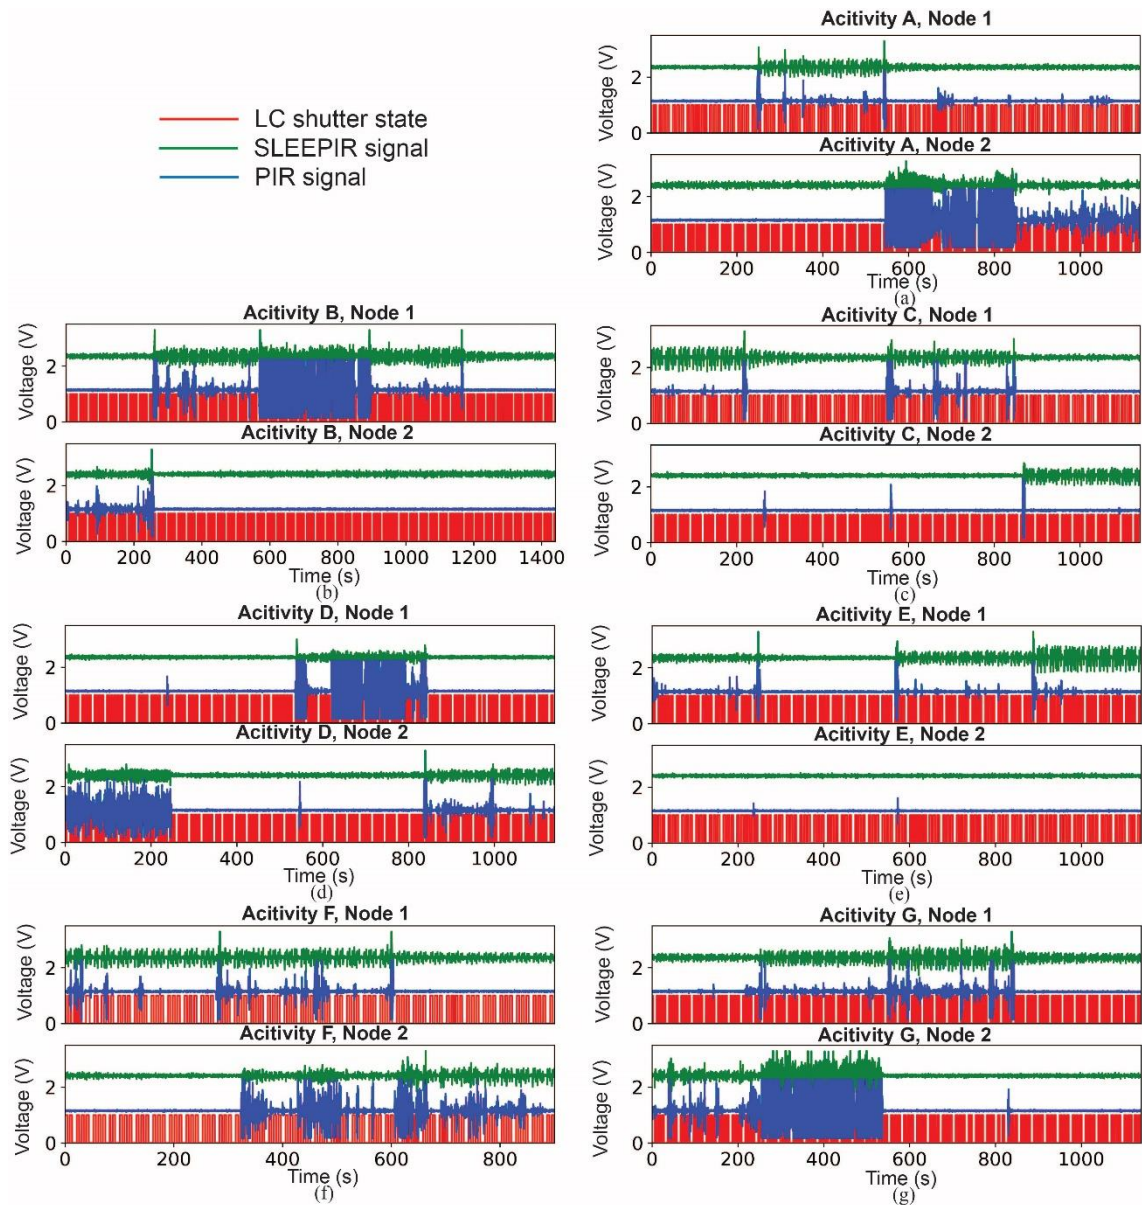 LC shutter state
SLEEPIR signal
PIR signal
Acitivity A, Node 1
Voltage (V)
2
0
Acitivity A, Node 2
Voltage (V)
2
0
0 200 400 600 800 1000
Time (s)
(a)
Acitivity B, Node 1
Voltage (V)
2
0
Acitivity B, Node 2
Voltage (V)
2
0
0 200 400 600 800 1000 1200 1400
Time (s)
(b)
Acitivity C, Node 1
Voltage (V)
2
0
Acitivity C, Node 2
Voltage (V)
2
0
0 200 400 600 800 1000
Time (s)
(c)
Acitivity D, Node 1
Voltage (V)
2
0
Acitivity D, Node 2
Voltage (V)
2
0
0 200 400 600 800 1000
Time (s)
(d)
Acitivity E, Node 1
Voltage (V)
2
0
Acitivity E, Node 2
Voltage (V)
2
0
0 200 400 600 800 1000
Time (s)
(e)
Acitivity F, Node 1
Voltage (V)
2
0
Acitivity F, Node 2
Voltage (V)
2
0
0 200 400 600 800
Time (s)
(f)
Acitivity G, Node 1
Voltage (V)
2
0
Acitivity G, Node 2
Voltage (V)
2
0
0 200 400 600 800 1000
Time (s)
(g)